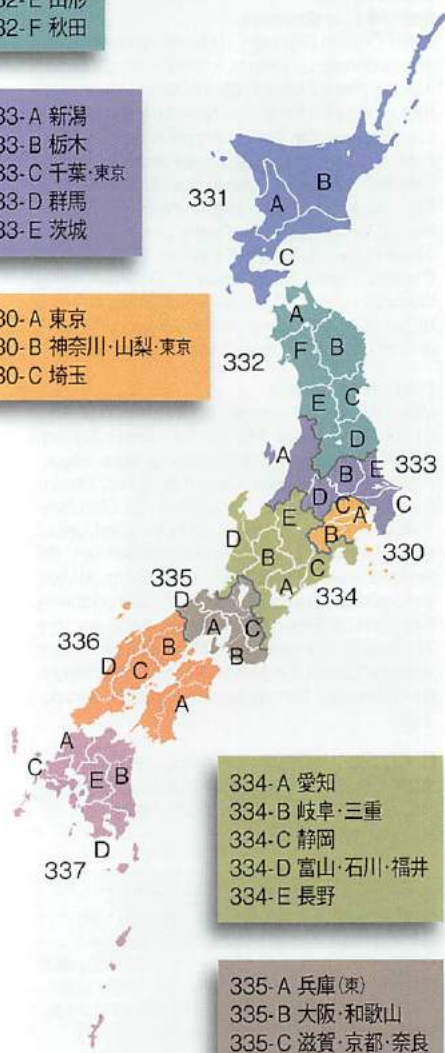 32-E 山形
32-F 秋田
33-A 新潟
33-B 栃木
33-C 千葉・東京
33-D 群馬
33-E 茨城
30-A 東京
30-B 神奈川・山梨・東京
30-C 埼玉
331
A
B
C
332
A
F
B
E
C
D
333
A
B
E
D
C
330
C
A
B
334
D
E
B
C
A
335
D
A
C
B
336
D
C
B
A
337
A
C
E
B
D
334-A 愛知
334-B 岐阜・三重
334-C 静岡
334-D 富山・石川・福井
334-E 長野
335-A 兵庫(東)
335-B 大阪・和歌山
335-C 滋賀・京都・奈良